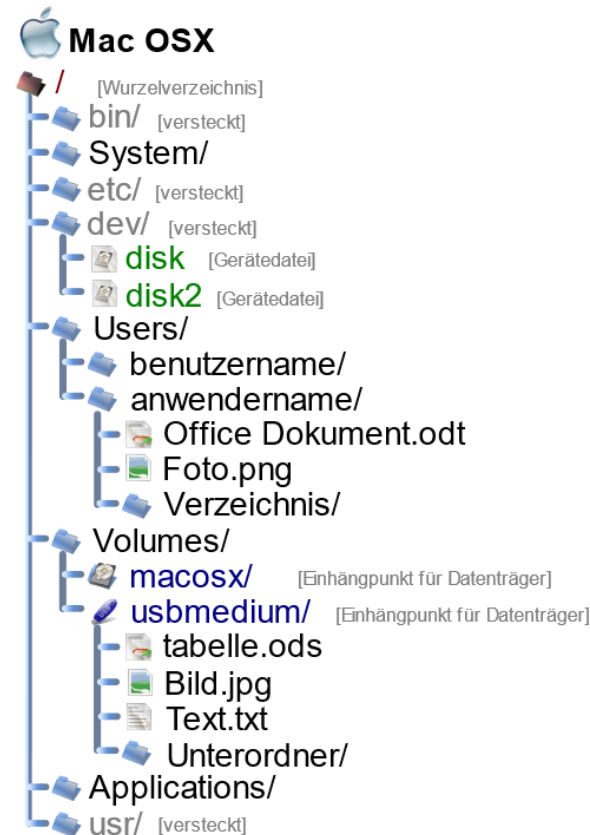 Mac OSX
/ [Wurzelverzeichnis]
bin/ [versteckt]
System/
etc/ [versteckt]
dev/ [versteckt]
disk [Gerätedatei]
disk2 [Gerätedatei]
Users/
benutzername/
anwendername/
Office Dokument.odt
Foto.png
Verzeichnis/
Volumes/
macosx/ [Einhängpunkt für Datenträger]
usbmedium/ [Einhängpunkt für Datenträger]
tabelle.ods
Bild.jpg
Text.txt
Unterordner/
Applications/
usr/ [versteckt]